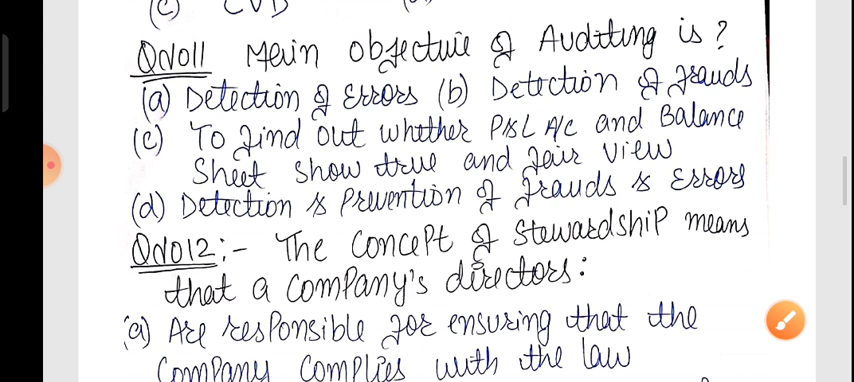 (c) CVD
Q.No11 Main objective of Auditing is?
(a) Detection of Errors (b) Detection of frauds
(c) To find out whether P&L A/C and Balance
Sheet show true and fair view
(d) Detection & Prevention of frauds & Errors
Q.No12:- The concept of stewardship means
that a company's directors:
(a) Are responsible for ensuring that the
company complies with the law